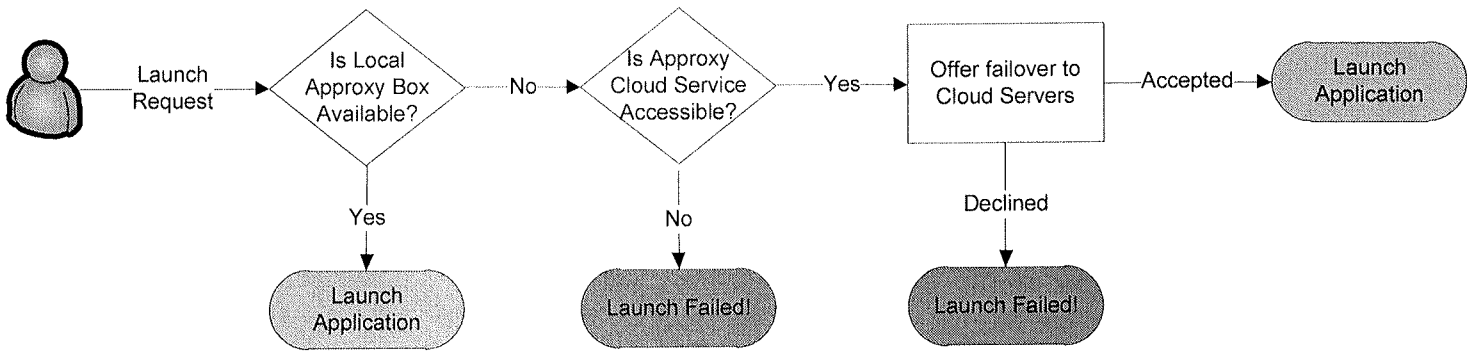 Launch
Request
Is Local
Approxy Box
Available?
No
Is Approxy
Cloud Service
Accessible?
Yes
Offer failover to
Cloud Servers
Accepted
Launch
Application
Yes
No
Declined
Launch
Application
Launch Failed!
Launch Failed!